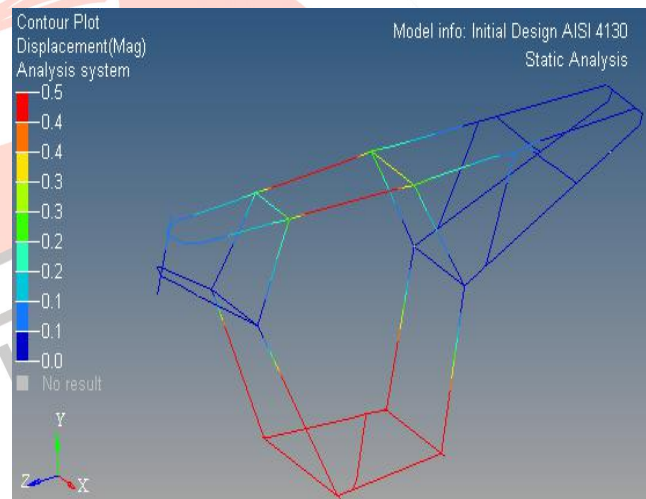 Contour Plot
Displacement(Mag)
Analysis system
Model info: Initial Design AISI 4130
Static Analysis
0.5
0.4
0.4
0.3
0.3
0.2
0.2
0.1
0.1
0.0
No result
Y
Z
X